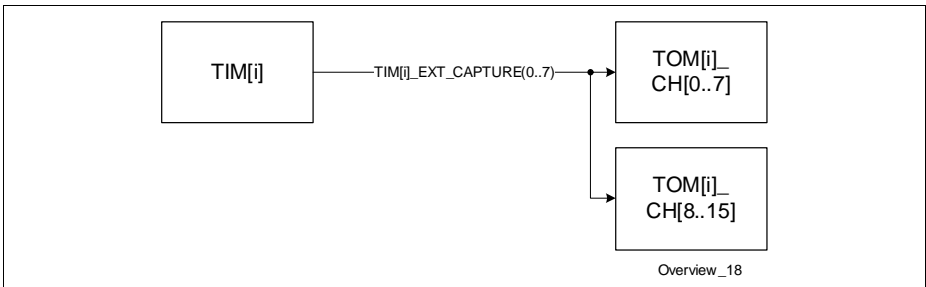 TIM[i]
TIM[i]_EXT_CAPTURE(0..7)
TOM[i]_
CH[0..7]
TOM[i]_
CH[8..15]
Overview_18